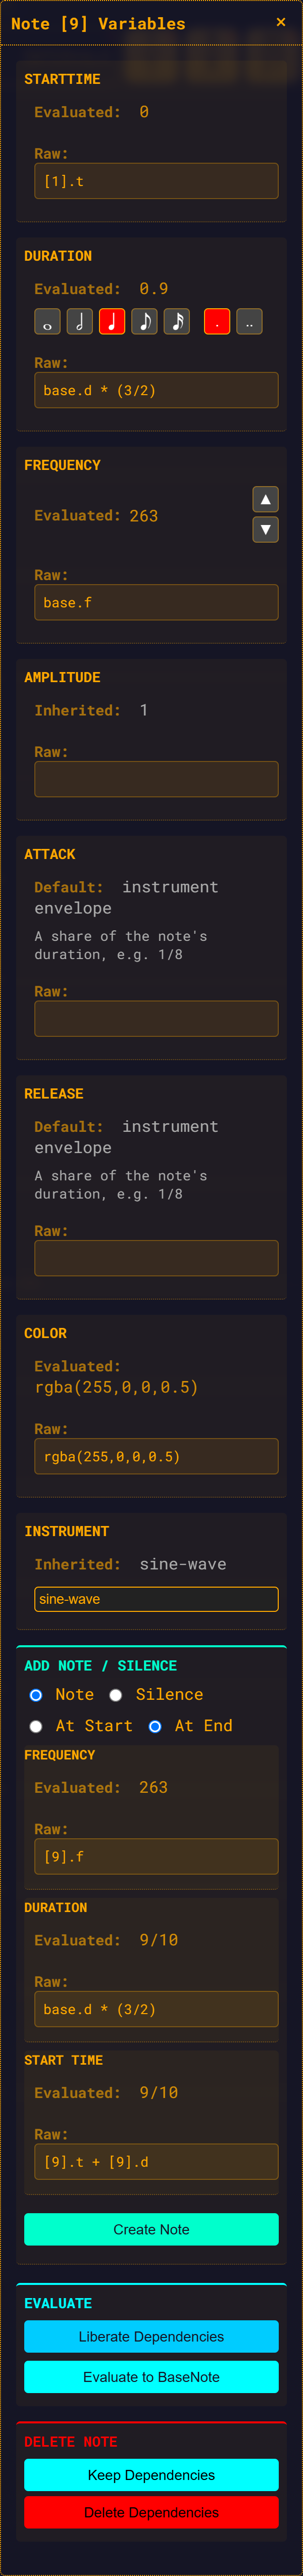 Note [9] Variables ×
STARTTIME
Evaluated: 0
Raw:
[1].t
DURATION
Evaluated: 0.9
. ..
Raw:
base.d * (3/2)
FREQUENCY
▲
Evaluated: 263
▼
Raw:
base.f
AMPLITUDE
Inherited: 1
Raw:
ATTACK
Default: instrument
envelope
A share of the note's
duration, e.g. 1/8
Raw:
RELEASE
Default: instrument
envelope
A share of the note's
duration, e.g. 1/8
Raw:
COLOR
Evaluated:
rgba(255,0,0,0.5)
Raw:
rgba(255,0,0,0.5)
INSTRUMENT
Inherited: sine-wave
sine-wave
ADD NOTE / SILENCE
Note Silence
At Start At End
FREQUENCY
Evaluated: 263
Raw:
[9].f
DURATION
Evaluated: 9/10
Raw:
base.d * (3/2)
START TIME
Evaluated: 9/10
Raw:
[9].t + [9].d
Create Note
EVALUATE
Liberate Dependencies
Evaluate to BaseNote
DELETE NOTE
Keep Dependencies
Delete Dependencies